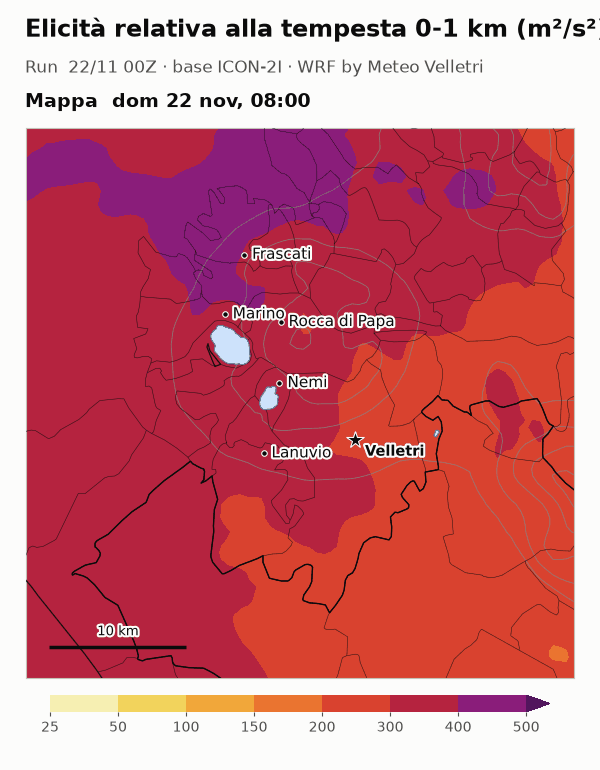 Elicità relativa alla tempesta 0-1 km (m²/s²)
Run  22/11 00Z · base ICON-2I · WRF by Meteo Velletri
Mappa  dom 22 nov, 08:00
Frascati
Marino
Rocca di Papa
Nemi
Velletri
Lanuvio
10 km
25 50 100 150 200 300 400 500